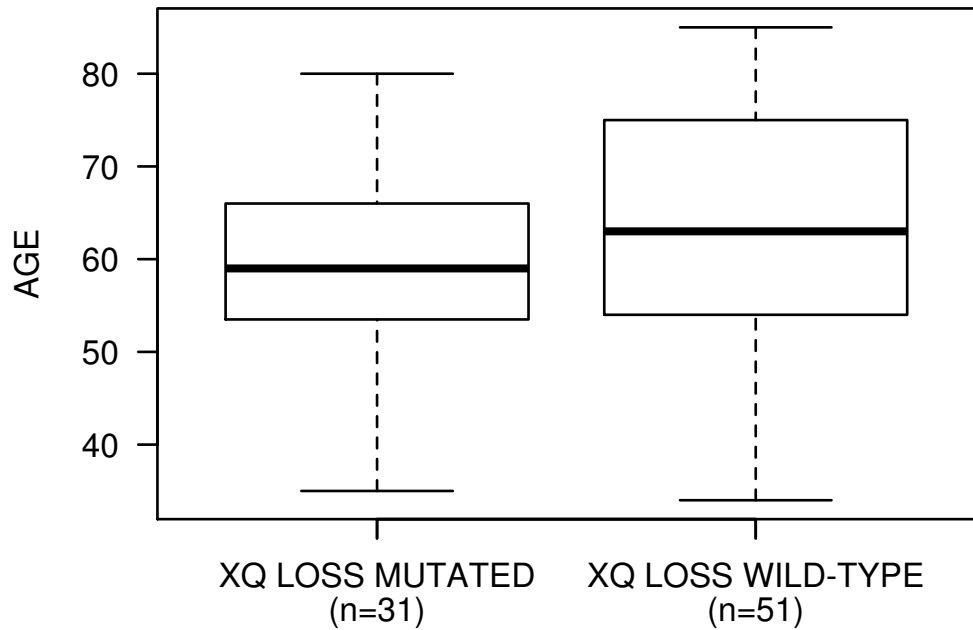 AGE
80
70
60
50
40
XQ LOSS MUTATED
(n=31)
XQ LOSS WILD-TYPE
(n=51)